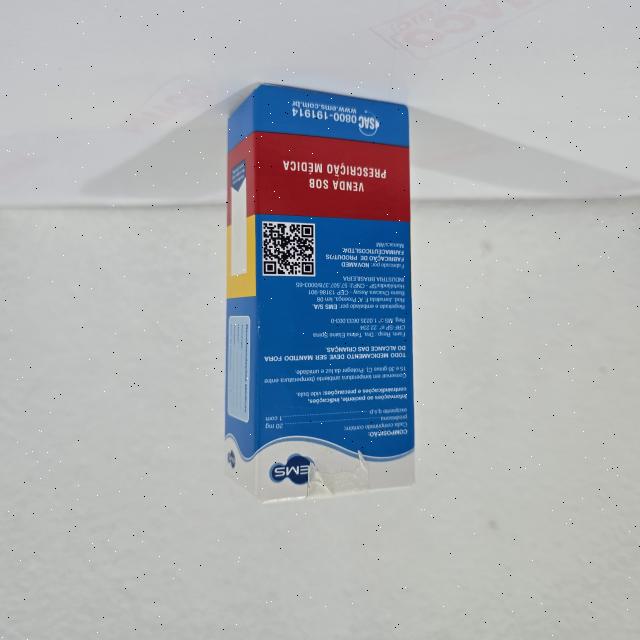 EMS
COMPOSIÇÃO:
Cada comprimido contém:
piroxicam
20 mg
excipiente q.s.p. 1 com
Informações ao paciente, indicações,
contraindicações e precauções: vide bula.
Conservar em temperatura ambiente (temperatura entre
15 e 30 graus C). Proteger da luz e umidade.
TODO MEDICAMENTO DEVE SER MANTIDO FORA
DO ALCANCE DAS CRIANÇAS.
Farm. Resp. Dra. Telma Elaine Spina
CRF-SP nº 22.234
Reg. MS nº 1.0235.0633.003-0
Registrado e embalado por: EMS S/A.
Rod. Jornalista F. A. Proença, km 08
Bairro Chácara Assay - CEP 13186-901
Hortolândia/SP - CNPJ: 57.507.378/0003-65
INDÚSTRIA BRASILEIRA
Fabricado por: NOVAMED
FABRICAÇÃO DE PRODUTOS
FARMACÊUTICOS LTDA.
Manaus/AM
VENDA SOB
PRESCRIÇÃO MÉDICA
SAC 0800-191914
www.ems.com.br